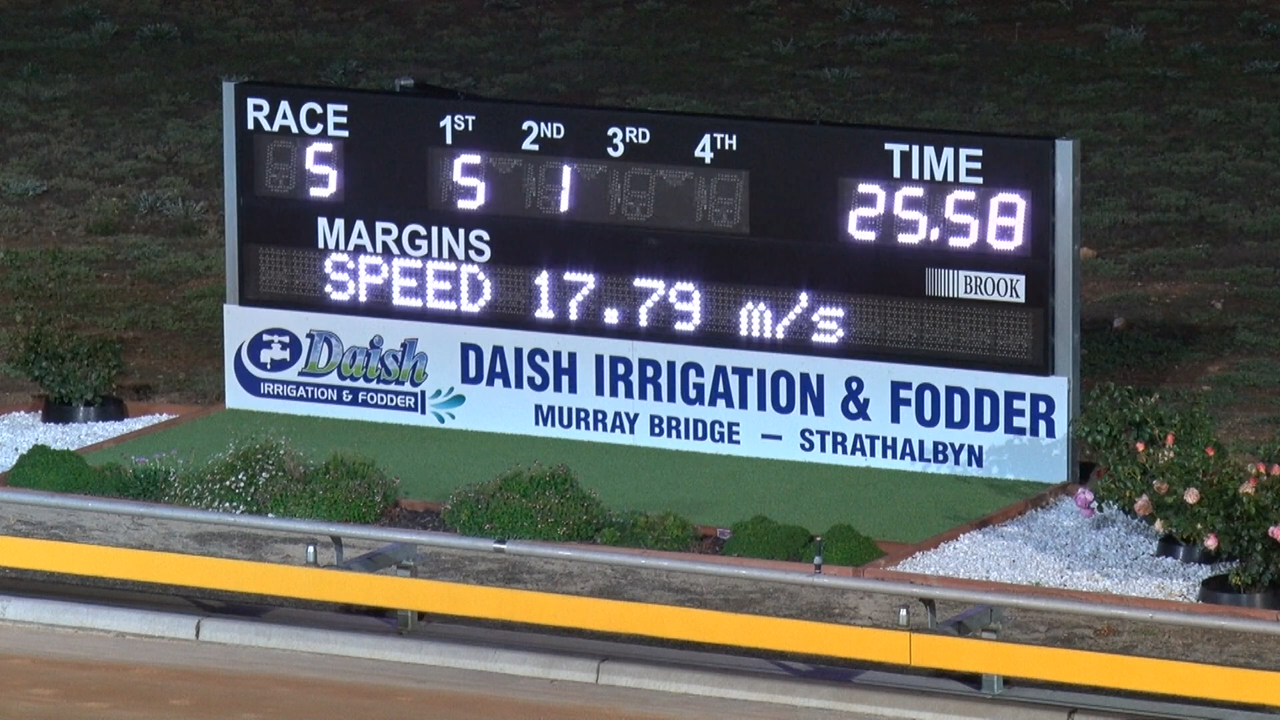 RACE 1ST 2ND 3RD 4TH TIME
5 5 1 25.58
MARGINS
SPEED 17.79 m/s
BROOK
Daish
IRRIGATION & FODDER
DAISH IRRIGATION & FODDER
MURRAY BRIDGE — STRATHALBYN